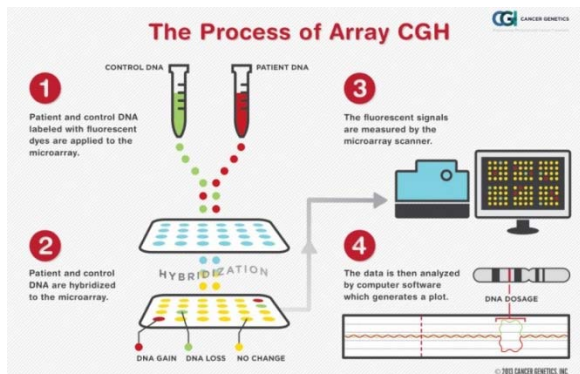 CGI CANCER GENETICS
The Process of Array CGH
1
CONTROL DNA
PATIENT DNA
Patient and control DNA
labeled with fluorescent
dyes are applied to the
microarray.
2
Patient and control
DNA are hybridized
to the microarray.
HYBRIDIZATION
DNA GAIN
DNA LOSS
NO CHANGE
3
The fluorescent signals
are measured by the
microarray scanner.
4
The data is then analyzed
by computer software
which generates a plot.
DNA DOSAGE
© 2013 CANCER GENETICS, INC.